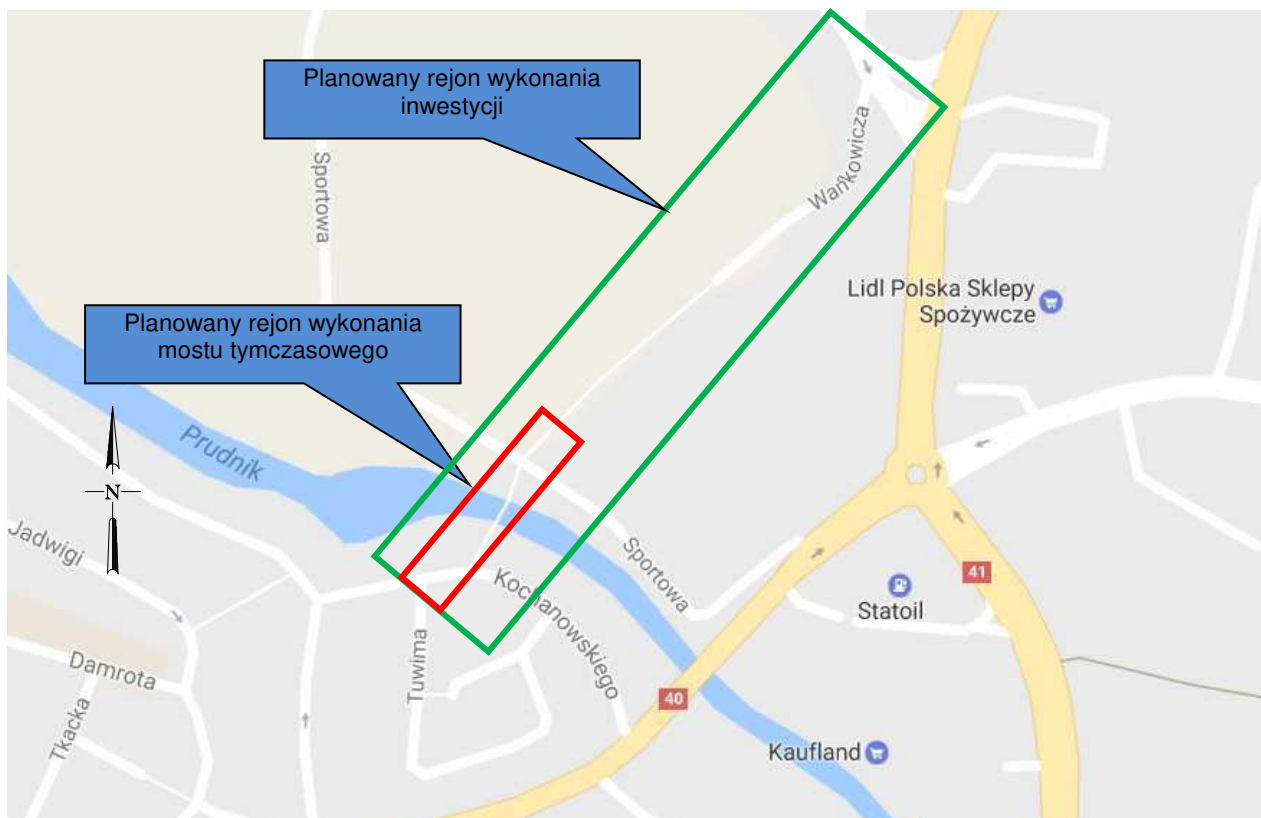 Planowany rejon wykonania
inwestycji
Sportowa
Wańkowicza
Lidl Polska Sklepy
Spożywcze
Planowany rejon wykonania
mostu tymczasowego
Prudnik
N
Jadwigi
Sportowa
Kochanowskiego
41
Statoil
Tuwima
Damrota
Tkacka
40
Kaufland